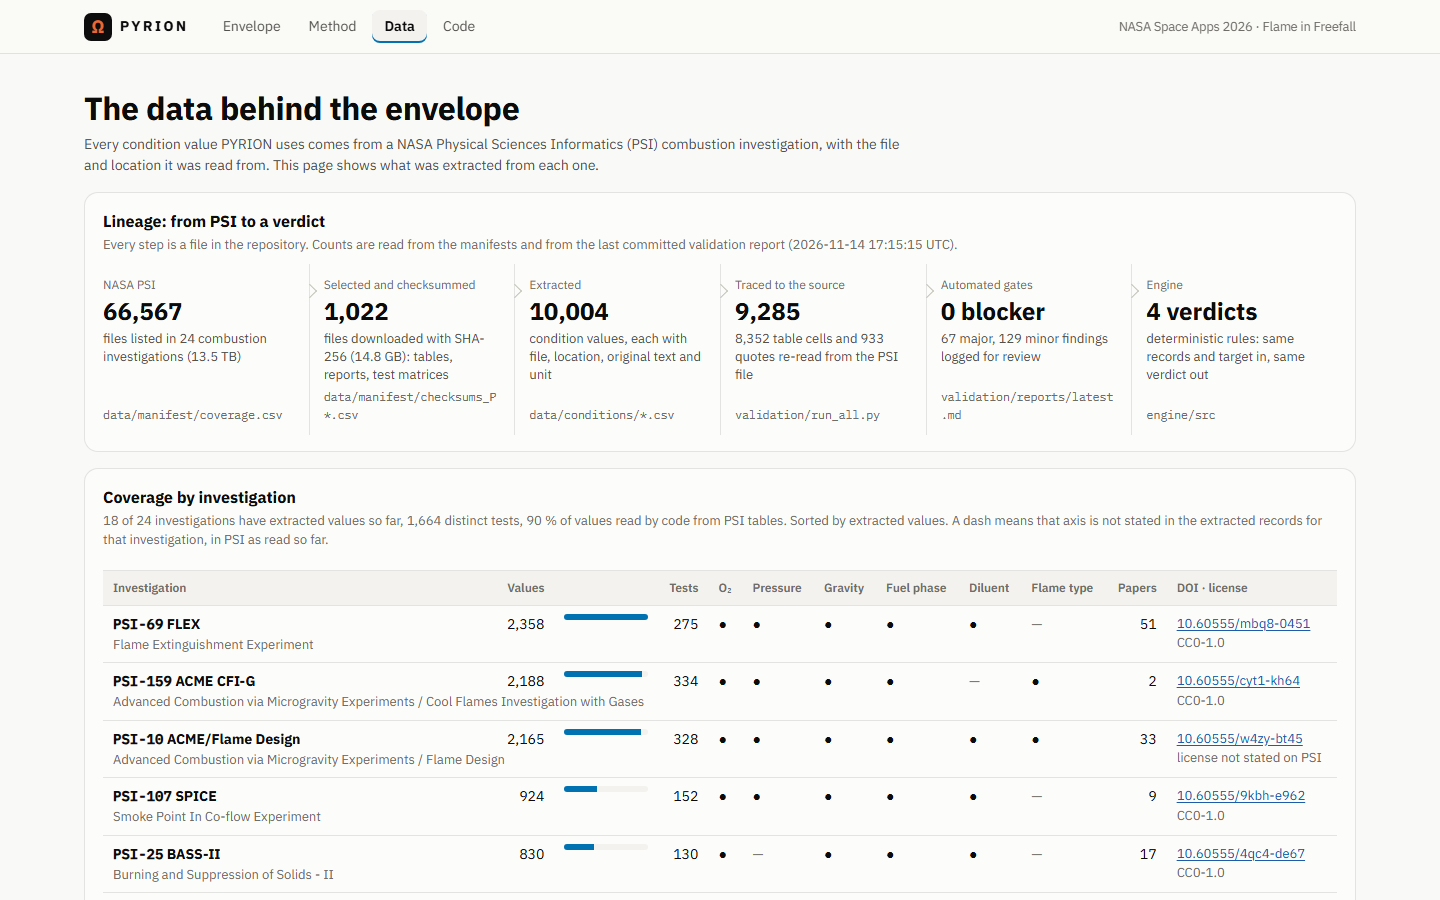 Ω PYRION Envelope Method Data Code NASA Space Apps 2026 · Flame in Freefall
The data behind the envelope
Every condition value PYRION uses comes from a NASA Physical Sciences Informatics (PSI) combustion investigation, with the file
and location it was read from. This page shows what was extracted from each one.
Lineage: from PSI to a verdict
Every step is a file in the repository. Counts are read from the manifests and from the last committed validation report (2026-11-14 17:15:15 UTC).
NASA PSI
66,567
files listed in 24 combustion
investigations (13.5 TB)
data/manifest/coverage.csv
Selected and checksummed
1,022
files downloaded with SHA-
256 (14.8 GB): tables,
reports, test matrices
data/manifest/checksums_P
*.csv
Extracted
10,004
condition values, each with
file, location, original text and
unit
data/conditions/*.csv
Traced to the source
9,285
8,352 table cells and 933
quotes re-read from the PSI
file
validation/run_all.py
Automated gates
0 blocker
67 major, 129 minor findings
logged for review
validation/reports/latest
.md
Engine
4 verdicts
deterministic rules: same
records and target in, same
verdict out
engine/src
Coverage by investigation
18 of 24 investigations have extracted values so far, 1,664 distinct tests, 90 % of values read by code from PSI tables. Sorted by extracted values. A dash means that axis is not stated in the extracted records for
that investigation, in PSI as read so far.
Investigation Values Tests O₂ Pressure Gravity Fuel phase Diluent Flame type Papers DOI · license
PSI-69 FLEX 2,358 275 ● ● ● ● ● — 51 10.60555/mbq8-0451
Flame Extinguishment Experiment CC0-1.0
PSI-159 ACME CFI-G 2,188 334 ● ● ● ● — ● 2 10.60555/cyt1-kh64
Advanced Combustion via Microgravity Experiments / Cool Flames Investigation with Gases CC0-1.0
PSI-10 ACME/Flame Design 2,165 328 ● ● ● ● ● ● 33 10.60555/w4zy-bt45
Advanced Combustion via Microgravity Experiments / Flame Design license not stated on PSI
PSI-107 SPICE 924 152 ● ● ● ● ● — 9 10.60555/9kbh-e962
Smoke Point In Co-flow Experiment CC0-1.0
PSI-25 BASS-II 830 130 ● — ● ● ● — 17 10.60555/4qc4-de67
Burning and Suppression of Solids - II CC0-1.0